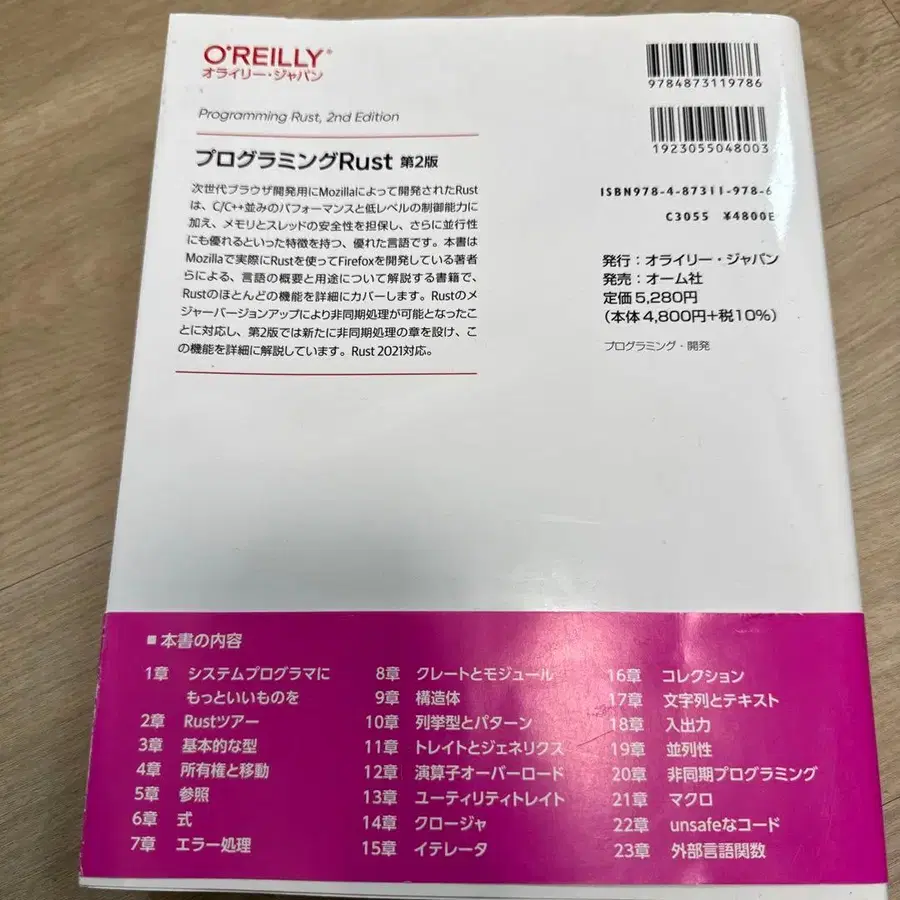 O'REILLY®
オライリー・ジャパン
Programming Rust, 2nd Edition
プログラミングRust 第2版
次世代ブラウザ開発用にMozillaによって開発されたRust
は、C/C++並みのパフォーマンスと低レベルの制御能力に
加え、メモリとスレッドの安全性を担保し、さらに並行性
にも優れるといった特徴を持つ、優れた言語です。本書は
Mozillaで実際にRustを使ってFirefoxを開発している著者
らによる、言語の概要と用途について解説する書籍で、
Rustのほとんどの機能を詳細にカバーします。Rustのメ
ジャーバージョンアップにより非同期処理が可能となったこ
とに対応し、第2版では新たに非同期処理の章を設け、こ
の機能を詳細に解説しています。Rust 2021対応。
9784873119786
1923055048003
ISBN978-4-87311-978-6
C3055 ¥4800E
発行：オライリー・ジャパン
発売：オーム社
定価5,280円
（本体4,800円+税10%）
プログラミング・開発
■ 本書の内容
1章 システムプログラマに
もっといいものを
2章 Rustツアー
3章 基本的な型
4章 所有権と移動
5章 参照
6章 式
7章 エラー処理
8章 クレートとモジュール
9章 構造体
10章 列挙型とパターン
11章 トレイトとジェネリクス
12章 演算子オーバーロード
13章 ユーティリティトレイト
14章 クロージャ
15章 イテレータ
16章 コレクション
17章 文字列とテキスト
18章 入出力
19章 並列性
20章 非同期プログラミング
21章 マクロ
22章 unsafeなコード
23章 外部言語関数